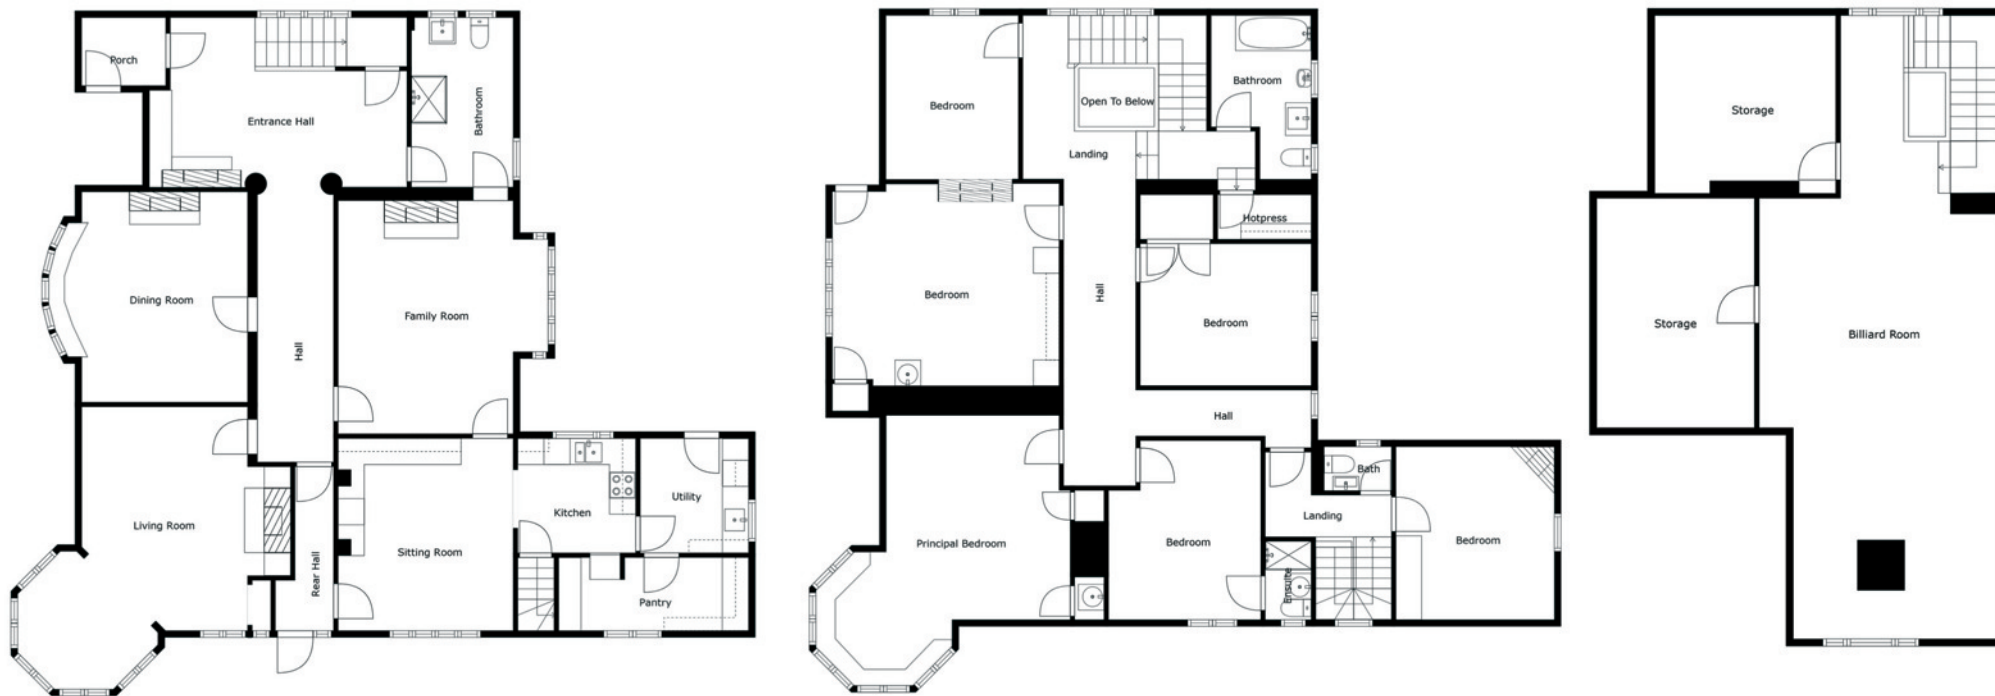 Porch
Entrance Hall
Bathroom
Dining Room
Hall
Family Room
Living Room
Rear Hall
Sitting Room
Kitchen
Utility
Pantry
Bedroom
Open To Below
Landing
Bathroom
Hotpress
Bedroom
Hall
Bedroom
Hall
Principal Bedroom
Bedroom
Bath
Landing
Ensuite
Bedroom
Storage
Storage
Billiard Room